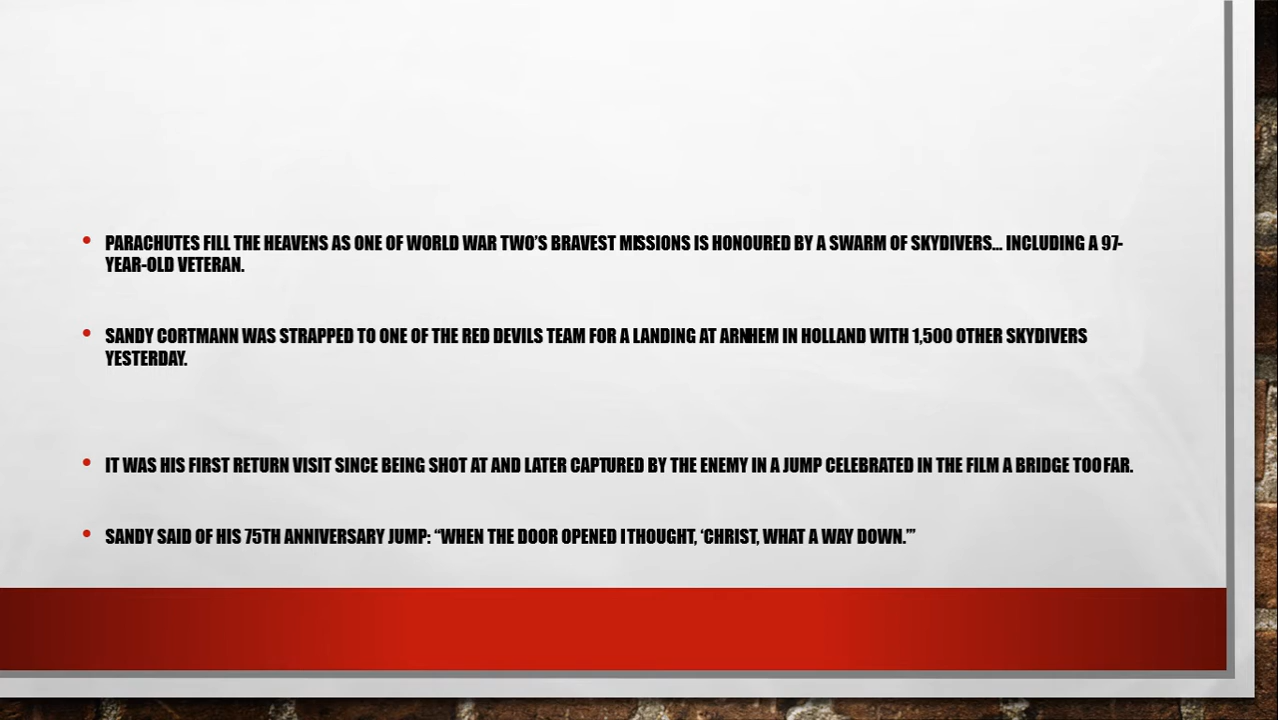 • PARACHUTES FILL THE HEAVENS AS ONE OF WORLD WAR TWO’S BRAVEST MISSIONS IS HONOURED BY A SWARM OF SKYDIVERS… INCLUDING A 97-
YEAR-OLD VETERAN.
• SANDY CORTMANN WAS STRAPPED TO ONE OF THE RED DEVILS TEAM FOR A LANDING AT ARNHEM IN HOLLAND WITH 1,500 OTHER SKYDIVERS
YESTERDAY.
• IT WAS HIS FIRST RETURN VISIT SINCE BEING SHOT AT AND LATER CAPTURED BY THE ENEMY IN A JUMP CELEBRATED IN THE FILM A BRIDGE TOO FAR.
• SANDY SAID OF HIS 75TH ANNIVERSARY JUMP: “WHEN THE DOOR OPENED I THOUGHT, ‘CHRIST, WHAT A WAY DOWN.’”